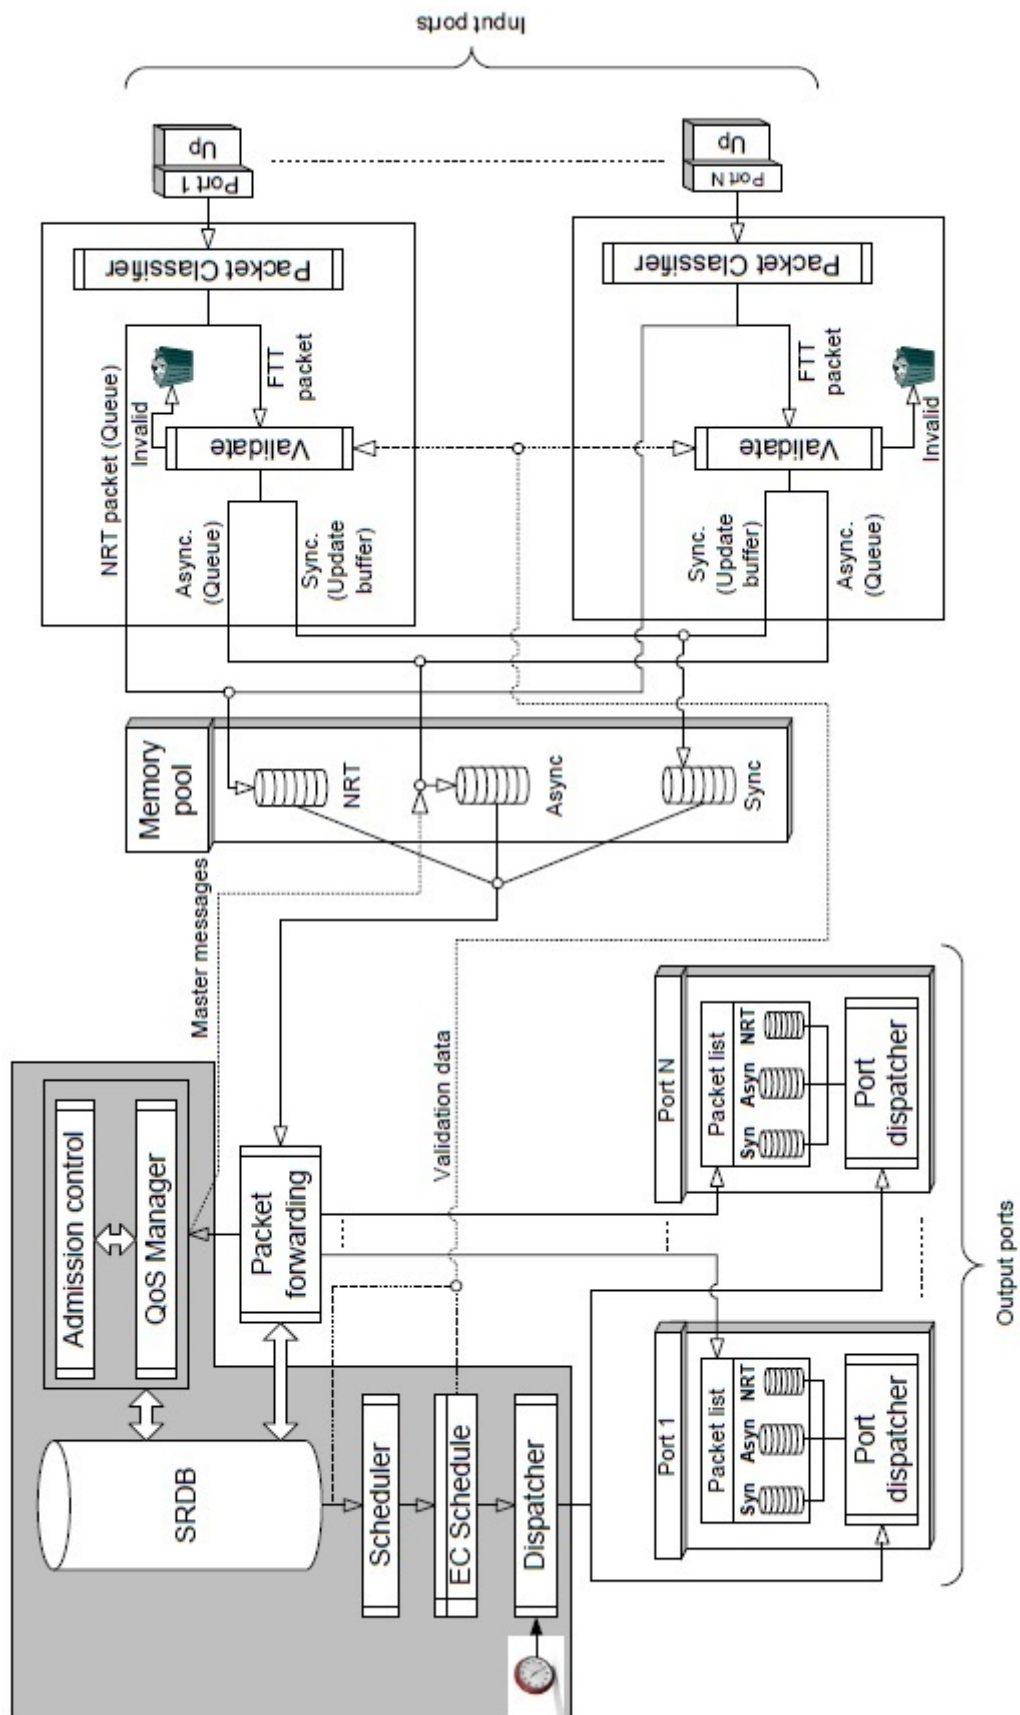 Input ports
Up
Port 1
Up
Port N
Packet Classifier
Packet Classifier
NRT packet (Queue)
Invalid
FTT
packet
Validate
Async.
(Queue)
Sync.
(Update
buffer)
FTT
packet
Validate
Invalid
Sync.
(Update
buffer)
Async.
(Queue)
Memory
pool
NRT
Async
Sync
Master messages
Validation data
Admission control
QoS Manager
Packet
forwarding
SRDB
Scheduler
EC Schedule
Dispatcher
Port N
Packet list
Syn
Asyn
NRT
Port
dispatcher
Port 1
Packet list
Syn
Asyn
NRT
Port
dispatcher
Output ports